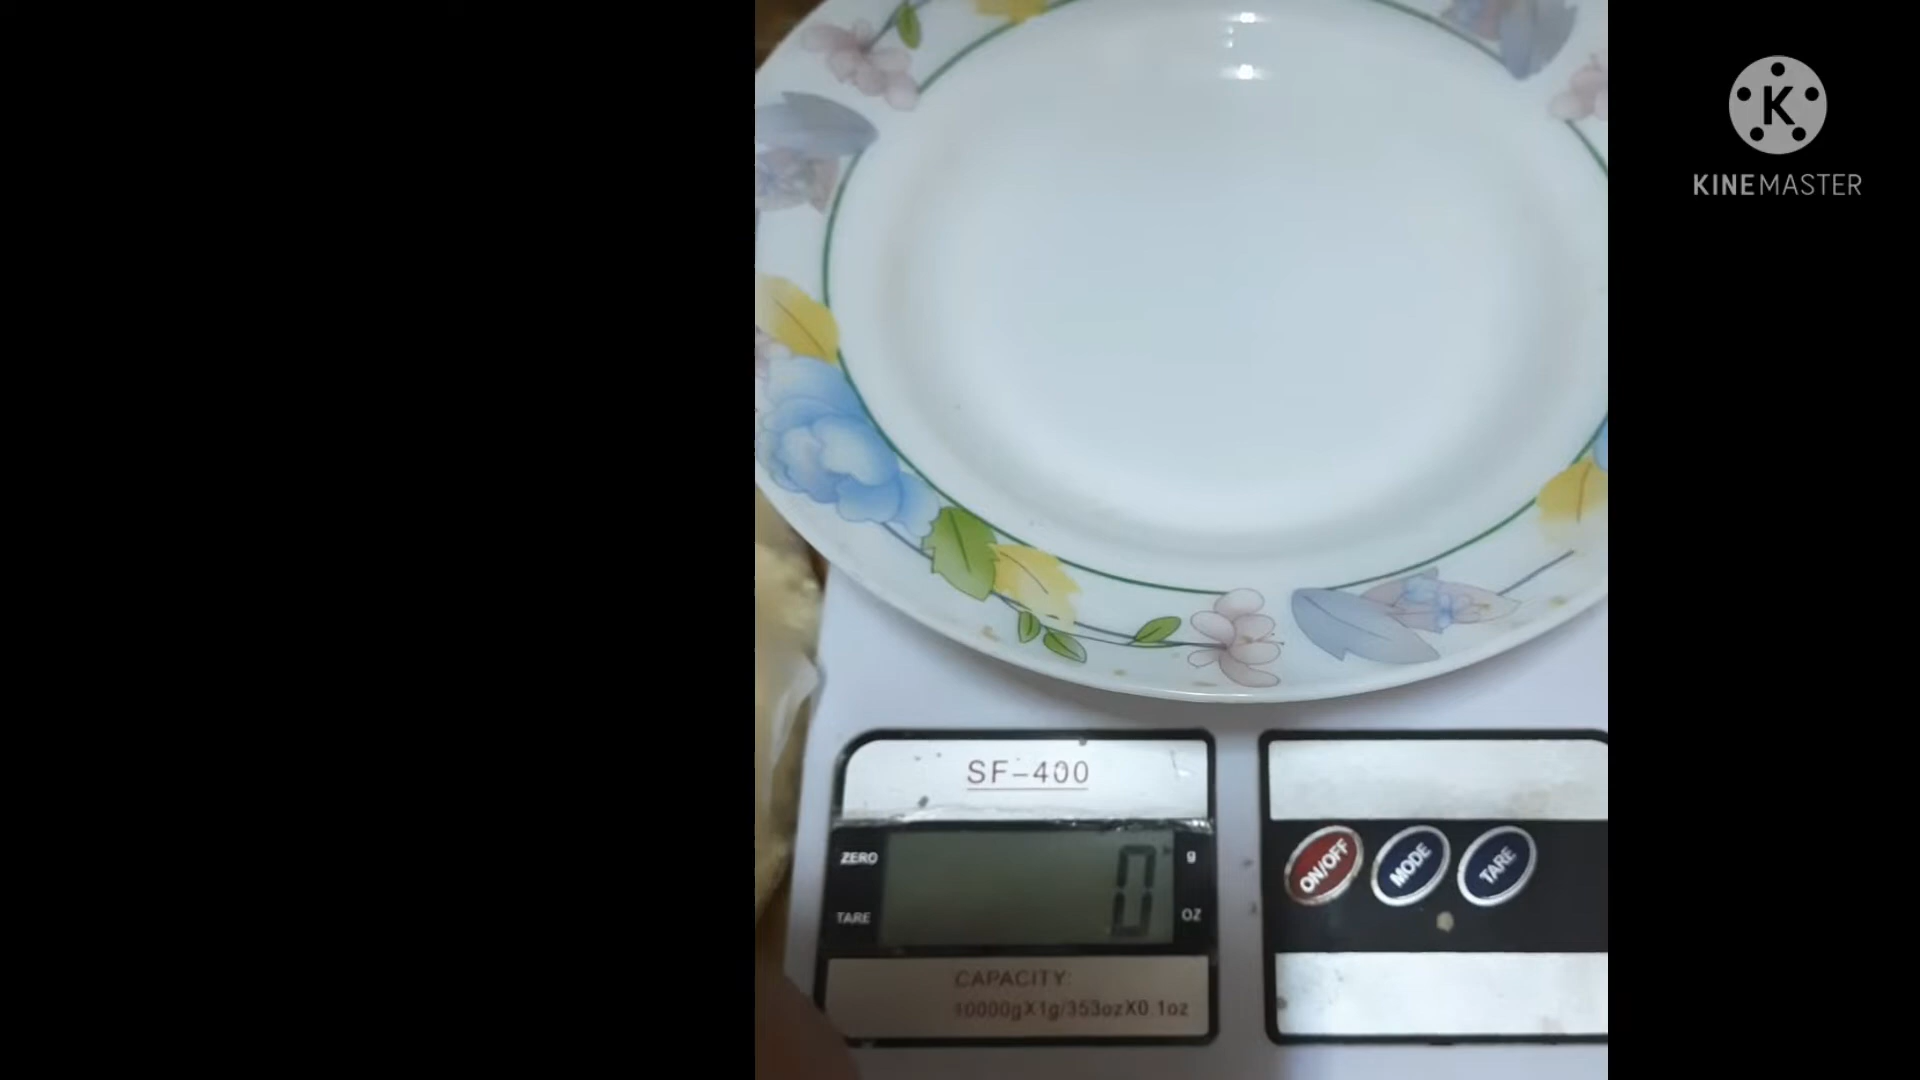 K
KINEMASTER
SF-400
ZERO
0
g
TARE
OZ
ON/OFF
MODE
TARE
CAPACITY:
10000gX1g/353ozX0.1oz